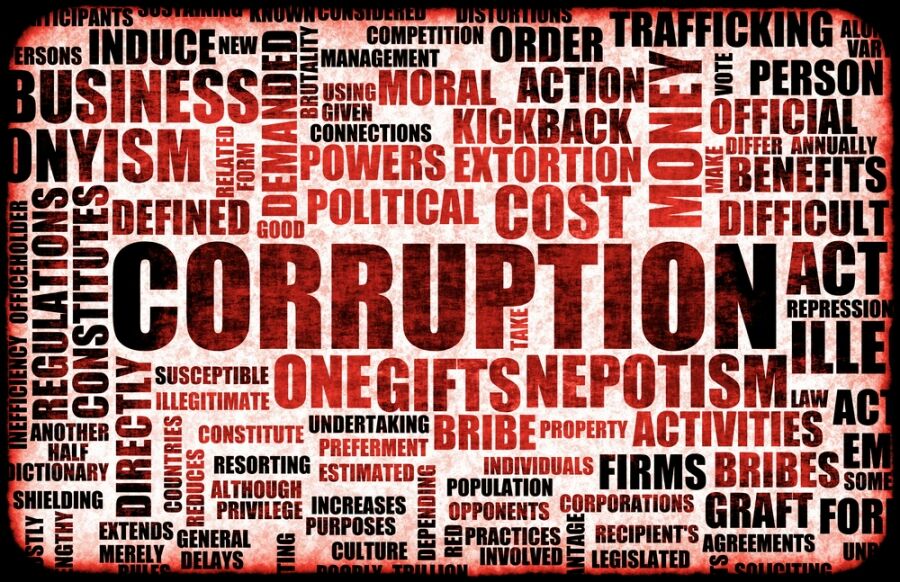 SUSTAINING KNOWN CONSIDERED DISTORTIONS
INDUCE NEW
BUSINESS
DEMANDED
BRUTALITY
COMPETITION
MANAGEMENT
ORDER
TRAFFICKING
USING
GIVEN
MORAL
ACTION
MONEY
VOTE
PERSON
CONNECTIONS
KICKBACK
OFFICIAL
RELATED
FORM
POWERS
EXTORTION
MAKE
DIFFER ANNUALLY
BENEFITS
DEFINED
GOOD
POLITICAL
COST
DIFFICULT
OFFICEHOLDER
REGULATIONS
CONSTITUTES
CORRUPTION
TAKE
ACT
REPRESSION
ILLE
INEFFICIENCY
DIRECTLY
SUSCEPTIBLE
ILLEGITIMATE
ONE
GIFTS
NEPOTISM
LAW
ACT
ANOTHER
HALF
DICTIONARY
COUNTRIES
REDUCES
CONSTITUTE
UNDERTAKING
PREFERMENT
BRIBE
PROPERTY
ACTIVITIES
EM
SOME
RESORTING
ESTIMATED
INDIVIDUALS
FIRMS
BRIBES
SHIELDING
ALTHOUGH
PRIVILEGE
DEPENDING
POPULATION
OPPONENTS
CORPORATIONS
GRAFT
FOR
INCREASES
PURPOSES
EXTENDS
MERELY
RULES
GENERAL
DELAYS
CULTURE
RED
PRACTICES
INVOLVED
RECIPIENT'S
LEGISLATED
AGREEMENTS
SOLICITING
POORLY TRILLION